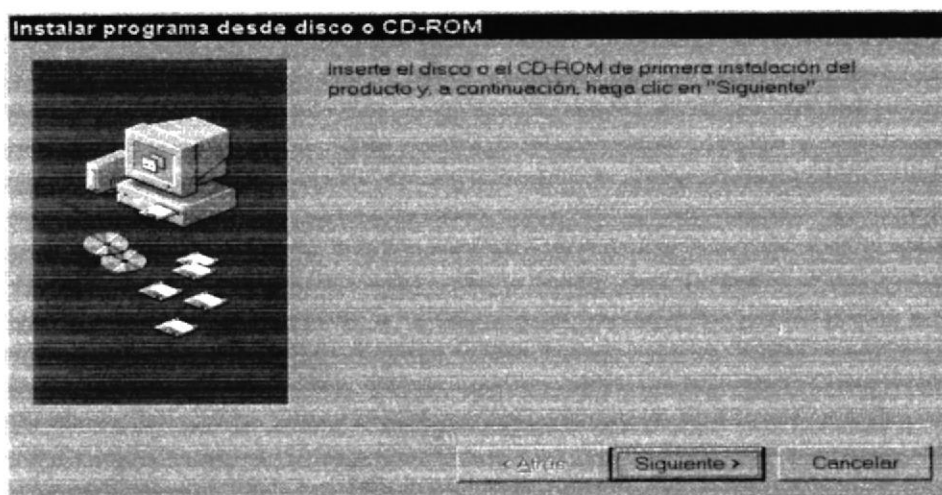 Instalar programa desde disco o CD-ROM
Inserte el disco o el CD-ROM de primera instalación del
producto y, a continuación, haga clic en "Siguiente"
< Atrás
Siguiente >
Cancelar